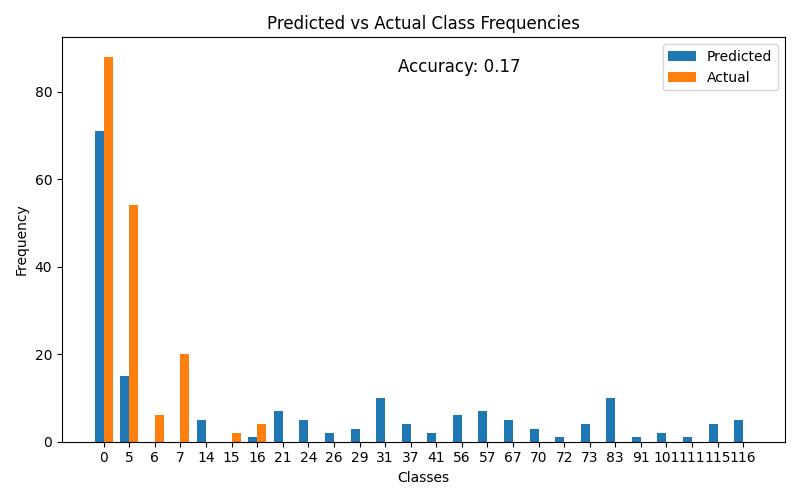 Predicted vs Actual Class Frequencies
Accuracy: 0.17
Predicted
Actual
Frequency
80
60
40
20
0
0 5 6 7 14 15 16 21 24 26 29 31 37 41 56 57 67 70 72 73 83 91 101 111 115 116
Classes